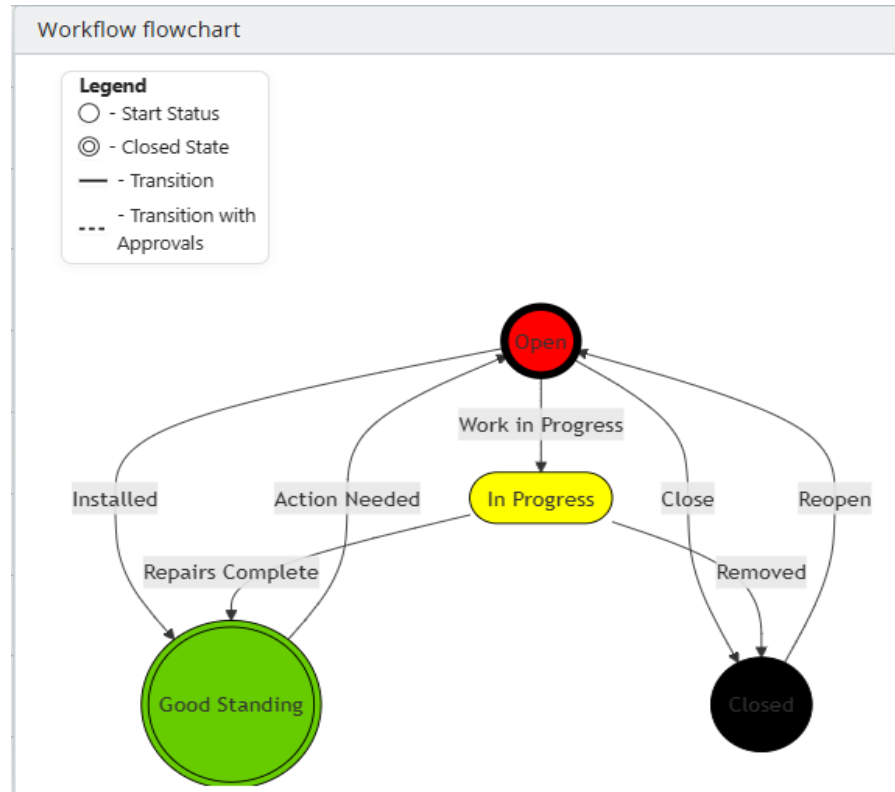 Workflow flowchart
Legend
- Start Status
- Closed State
- Transition
- Transition with
Approvals
Open
Work in Progress
Installed
Action Needed
In Progress
Close
Reopen
Repairs Complete
Removed
Good Standing
Closed